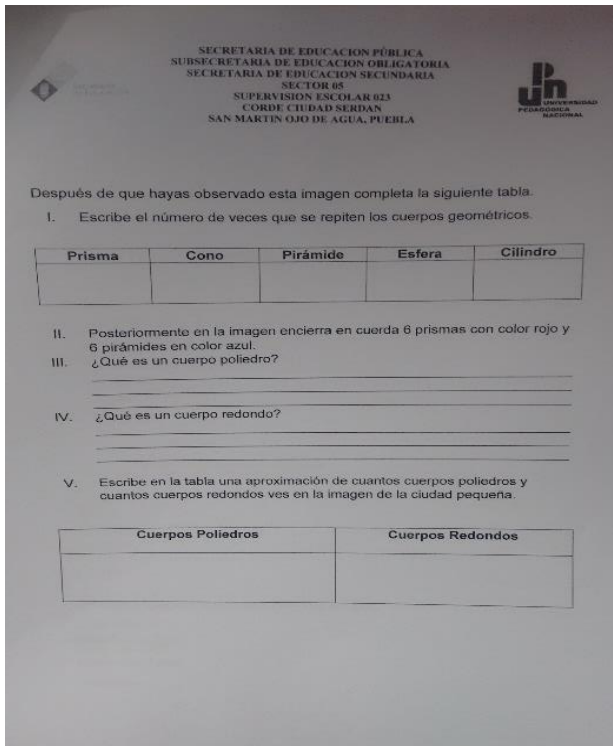 SECRETARIA DE EDUCACION PÚBLICA
SUBSECRETARIA DE EDUCACION OBLIGATORIA
SECRETARIA DE EDUCACION SECUNDARIA
SECTOR 05
SUPERVISION ESCOLAR 023
CORDE CIUDAD SERDAN
SAN MARTIN OJO DE AGUA, PUEBLA
UNIVERSIDAD
PEDAGÓGICA
NACIONAL
Después de que hayas observado esta imagen completa la siguiente tabla.
I. Escribe el número de veces que se repiten los cuerpos geométricos.
Prisma Cono Pirámide Esfera Cilindro
II. Posteriormente en la imagen encierra en cuerda 6 prismas con color rojo y
6 pirámides en color azul.
III. ¿Qué es un cuerpo poliedro?
IV. ¿Qué es un cuerpo redondo?
V. Escribe en la tabla una aproximación de cuantos cuerpos poliedros y
cuantos cuerpos redondos ves en la imagen de la ciudad pequeña.
Cuerpos Poliedros Cuerpos Redondos